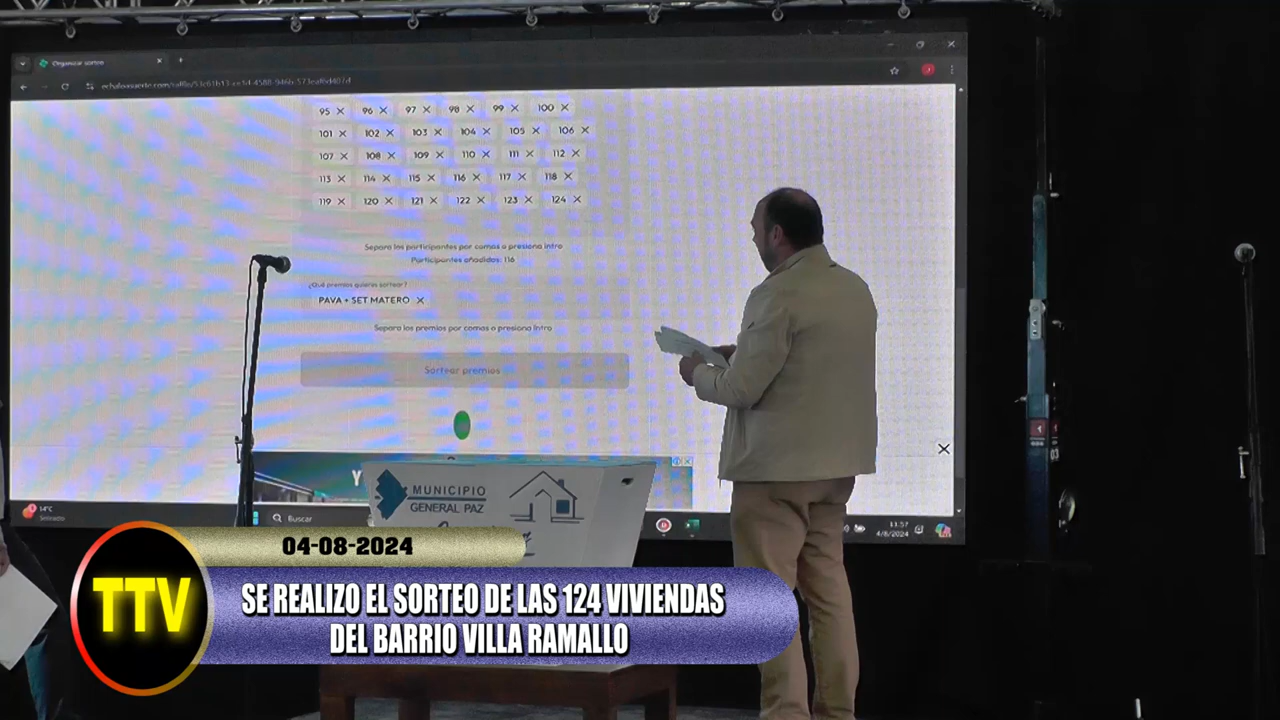 Organizar sorteo
95 ✕ 96 ✕ 97 ✕ 98 ✕ 99 ✕ 100 ✕
101 ✕ 102 ✕ 103 ✕ 104 ✕ 105 ✕ 106 ✕
107 ✕ 108 ✕ 109 ✕ 110 ✕ 111 ✕ 112 ✕
113 ✕ 114 ✕ 115 ✕ 116 ✕ 117 ✕ 118 ✕
119 ✕ 120 ✕ 121 ✕ 122 ✕ 123 ✕ 124 ✕
Separa los participantes por comas o presiona intro
Participantes añadidos: 116
¿Qué premios quieres sortear?
PAVA + SET MATERO ✕
Separa los premios por comas o presiona intro
Sortear premios
Y
MUNICIPIO
GENERAL PAZ
14°C
Soleado
Buscar
11:57
4/8/2024
04-08-2024
TTV
SE REALIZO EL SORTEO DE LAS 124 VIVIENDAS
DEL BARRIO VILLA RAMALLO